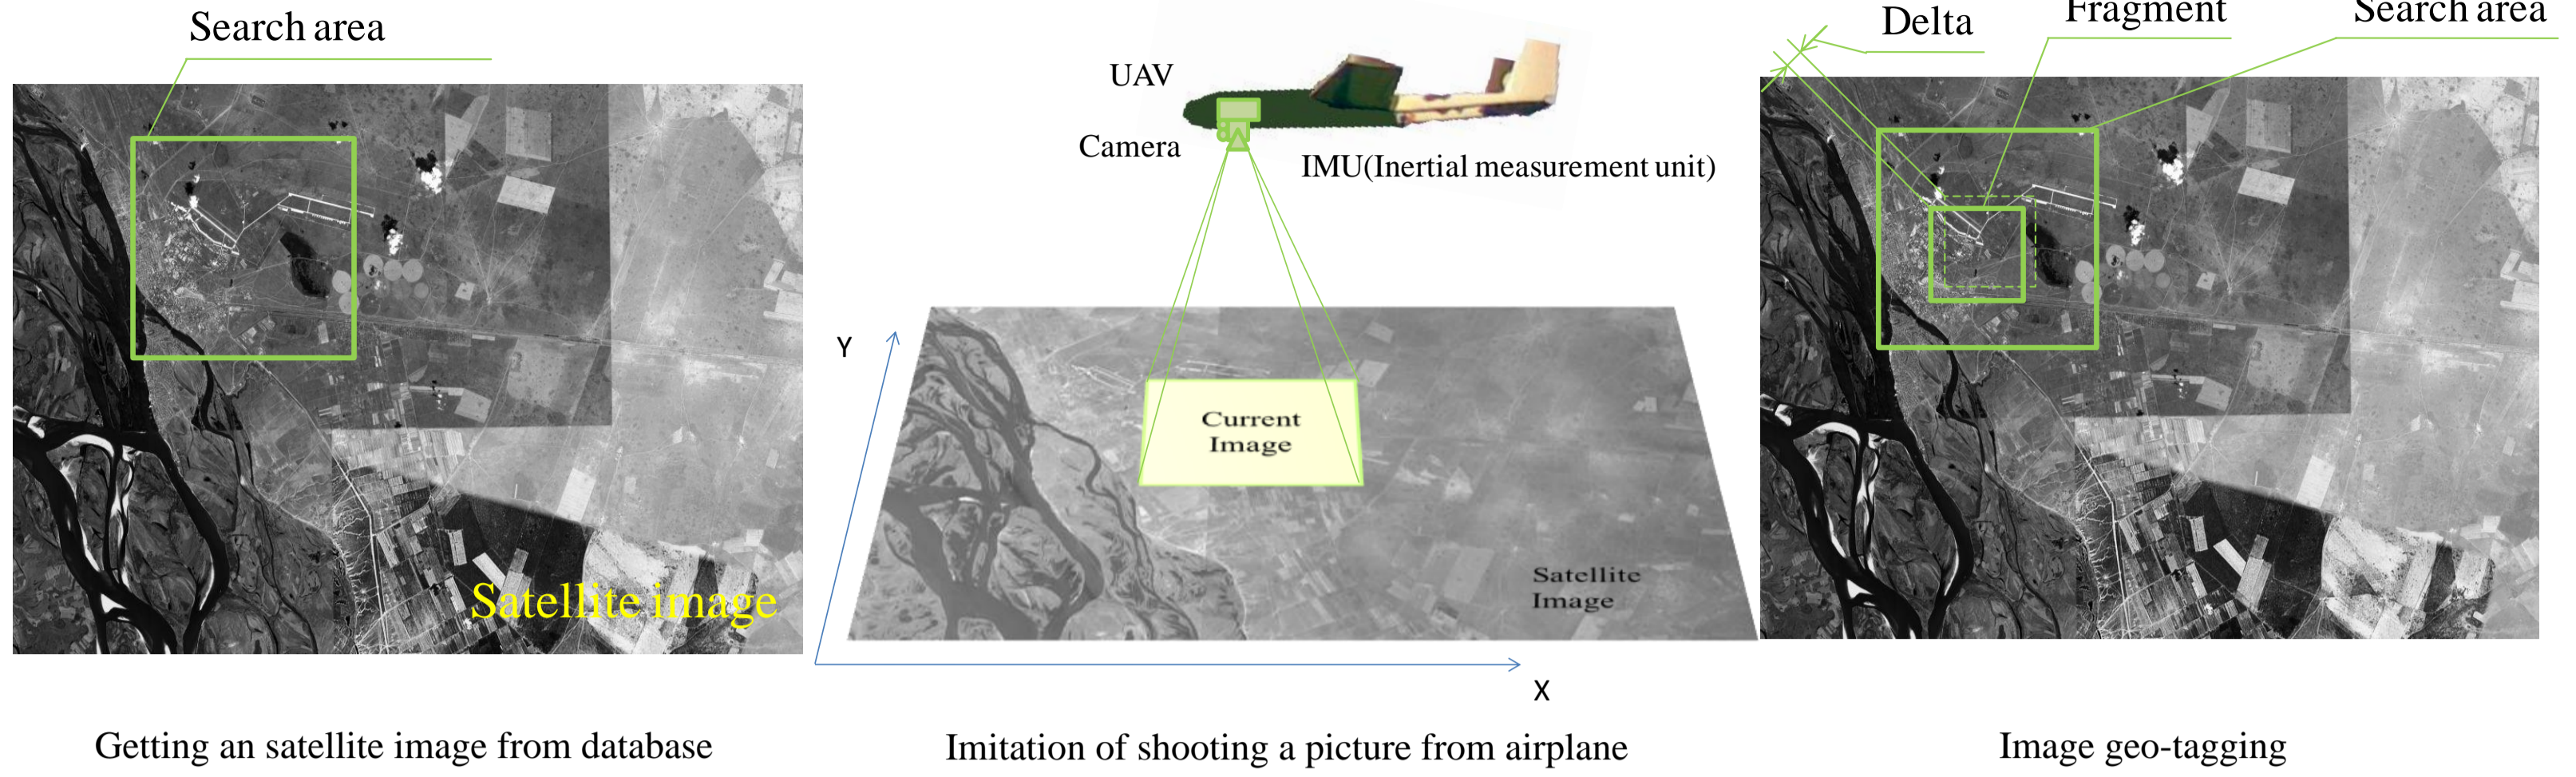 Search area
Satellite image
Getting an satellite image from database
UAV
Camera
IMU(Inertial measurement unit)
Y
Current
Image
Satellite
Image
X
Imitation of shooting a picture from airplane
Delta
Fragment
Search area
Image geo-tagging